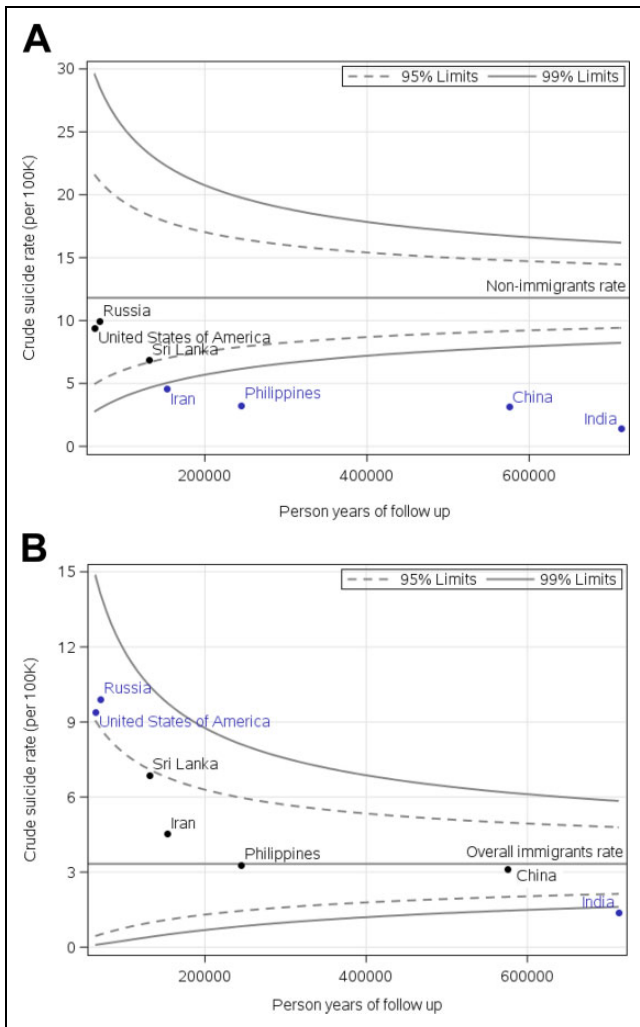 A
30
95% Limits
99% Limits
25
20
15
Non-immigrants rate
10
Russia
United States of America
Sri Lanka
5
Iran
Philippines
China
India
0
Crude suicide rate (per 100K)
200000
400000
600000
Person years of follow up
B
15
95% Limits
99% Limits
12
Russia
9
United States of America
Sri Lanka
6
Iran
Philippines
Overall immigrants rate
3
China
India
0
Crude suicide rate (per 100K)
200000
400000
600000
Person years of follow up